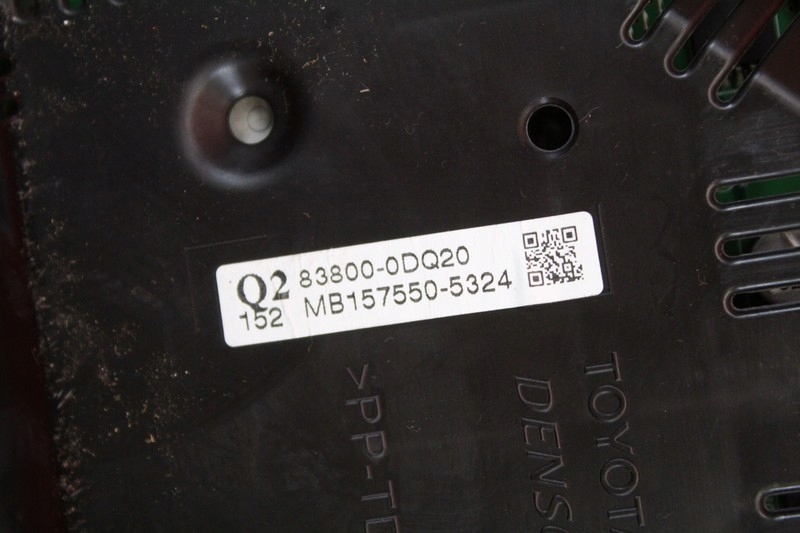 Q2 83800-0DQ20
152 MB157550-5324
>PP-T
DENSO
TOYOTA